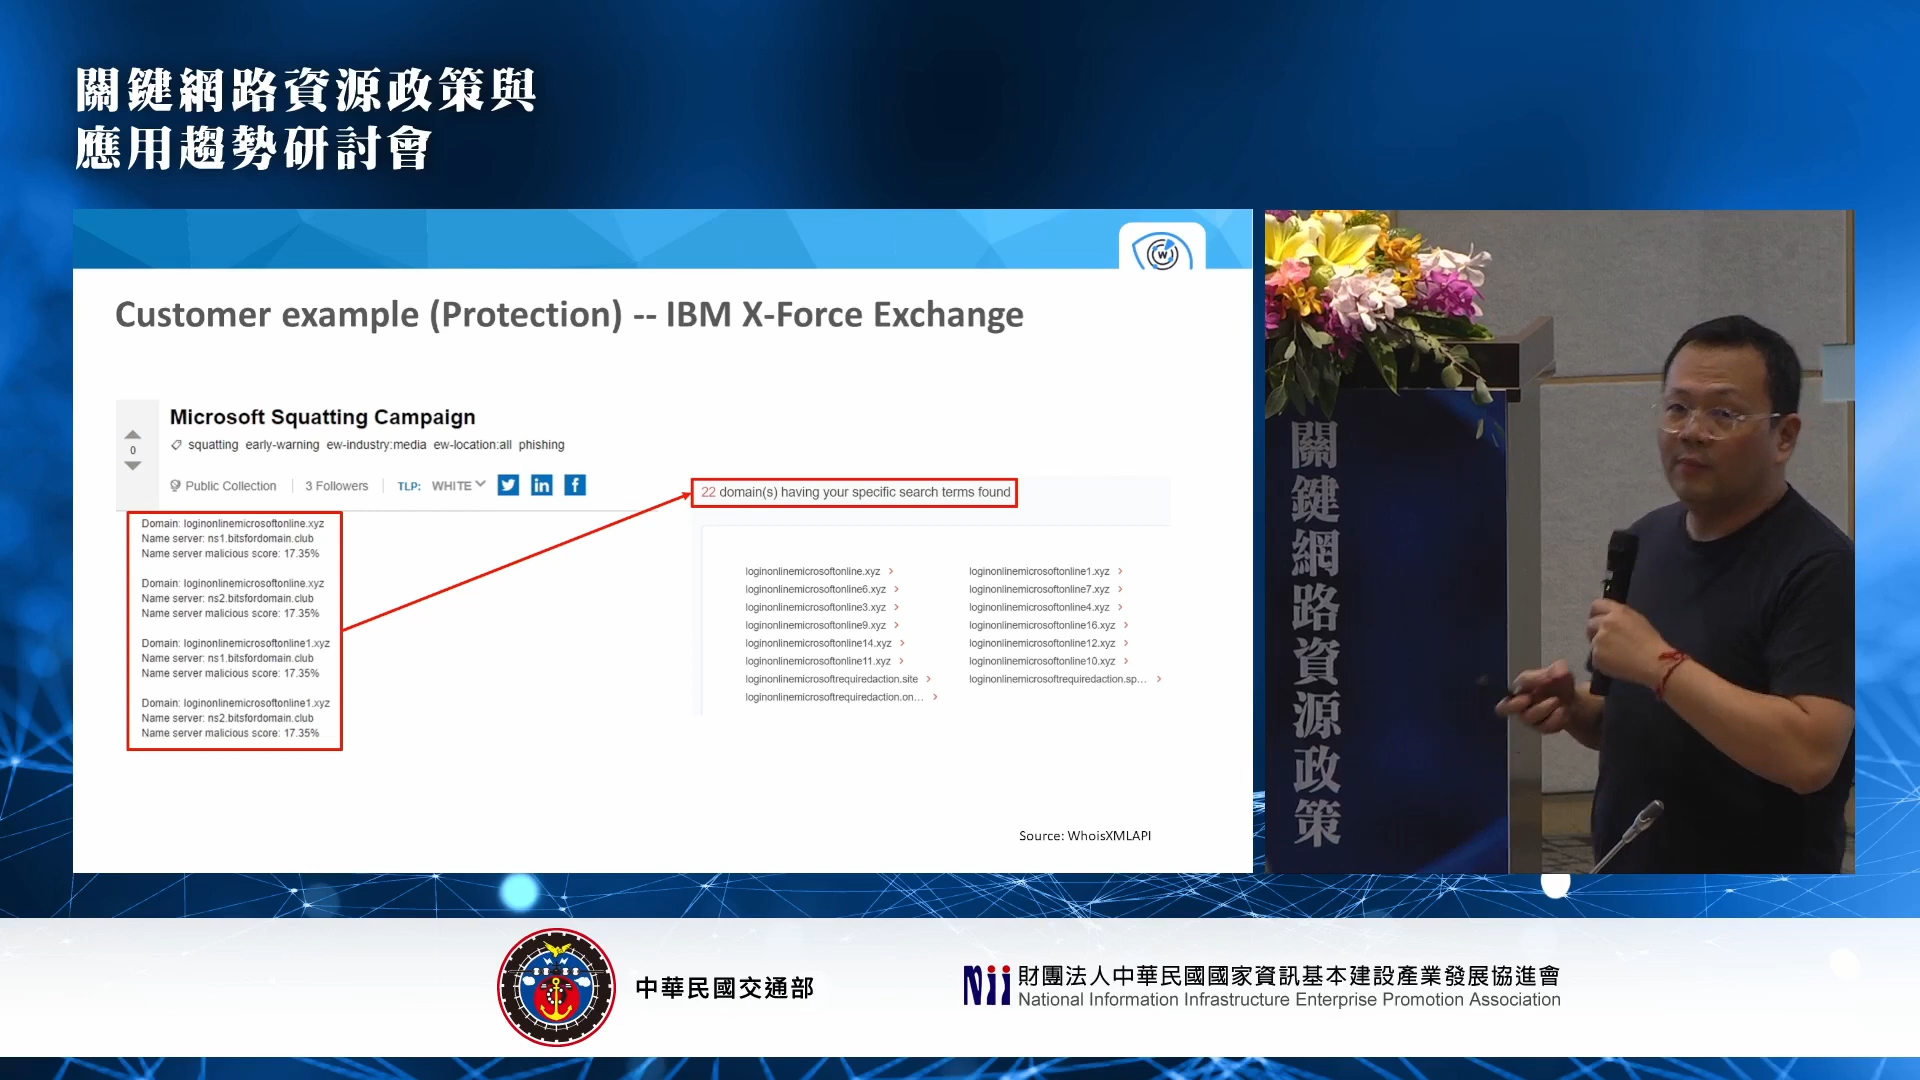 關鍵網路資源政策與
應用趨勢研討會
W
Customer example (Protection) -- IBM X-Force Exchange
Microsoft Squatting Campaign
squatting early-warning ew-industry:media ew-location:all phishing
0
Public Collection 3 Followers TLP: WHITE
22 domain(s) having your specific search terms found
Domain: loginonlinemicrosoftonline.xyz
Name server: ns1.bitsfordomain.club
Name server malicious score: 17.35%
Domain: loginonlinemicrosoftonline.xyz
Name server: ns2.bitsfordomain.club
Name server malicious score: 17.35%
Domain: loginonlinemicrosoftonline1.xyz
Name server: ns1.bitsfordomain.club
Name server malicious score: 17.35%
Domain: loginonlinemicrosoftonline1.xyz
Name server: ns2.bitsfordomain.club
Name server malicious score: 17.35%
loginonlinemicrosoftonline.xyz
loginonlinemicrosoftonline1.xyz
loginonlinemicrosoftonline6.xyz
loginonlinemicrosoftonline7.xyz
loginonlinemicrosoftonline3.xyz
loginonlinemicrosoftonline4.xyz
loginonlinemicrosoftonline9.xyz
loginonlinemicrosoftonline16.xyz
loginonlinemicrosoftonline14.xyz
loginonlinemicrosoftonline12.xyz
loginonlinemicrosoftonline11.xyz
loginonlinemicrosoftonline10.xyz
loginonlinemicrosoftrequiredaction.site
loginonlinemicrosoftrequiredaction.sp...
loginonlinemicrosoftrequiredaction.on...
Source: WhoisXMLAPI
關鍵網路資源政策
中華民國交通部
nii 財團法人中華民國國家資訊基本建設產業發展協進會
National Information Infrastructure Enterprise Promotion Association